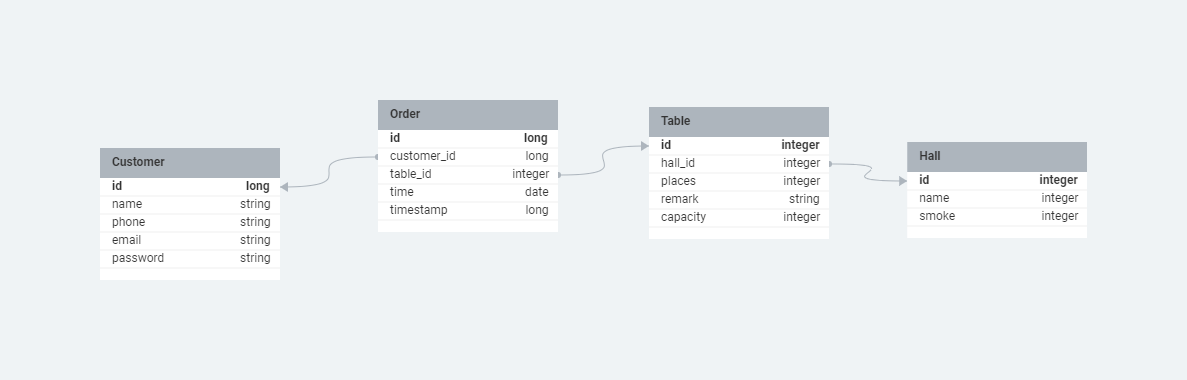 Customer
id long
name string
phone string
email string
password string
Order
id long
customer_id long
table_id integer
time date
timestamp long
Table
id integer
hall_id integer
places integer
remark string
capacity integer
Hall
id integer
name integer
smoke integer